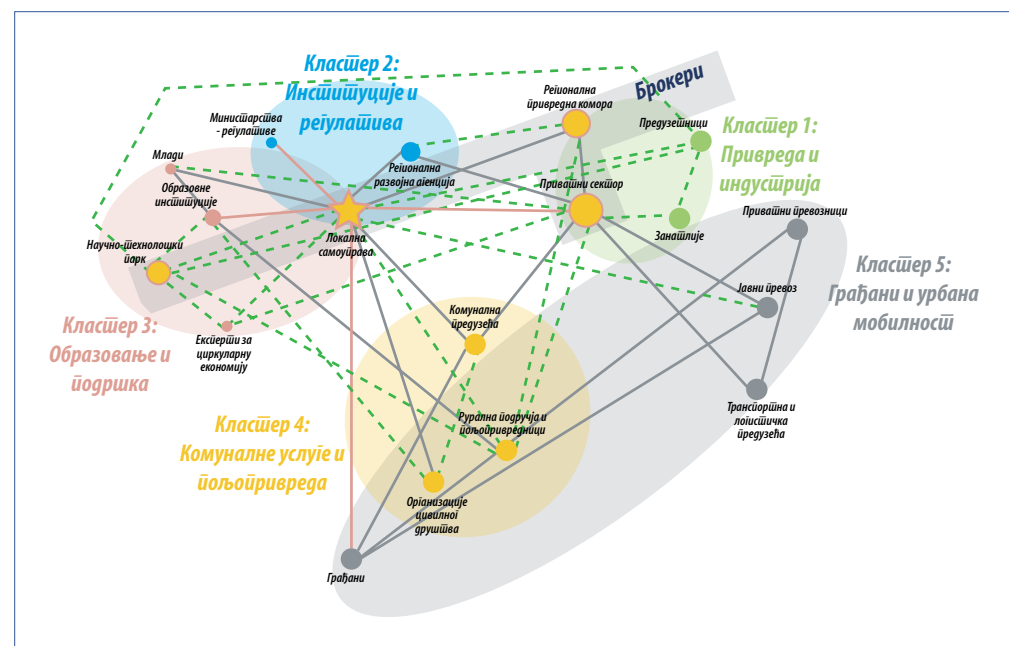 Кластер 2:
Институције и
регулатива
Брокери
Регионална
привредна комора
Министарства
- регулативе
Предузетници
Кластер 1:
Привреда и
индустрија
Млади
Регионална
развојна агенција
Образовне
институције
Приватни сектор
Приватни превозници
Локална
самоуправа
Занатлије
Научно-технолошки
парк
Кластер 5:
Грађани и урбана
мобилност
Јавни превоз
Комунална
предузећа
Кластер 3:
Образовање и
подршка
Експерти за
циркуларну
економију
Транспортна и
логистичка
предузећа
Кластер 4:
Комуналне услуге и
пољопривреда
Рурална подручја и
пољопривредници
Организације
цивилног
друштва
Грађани